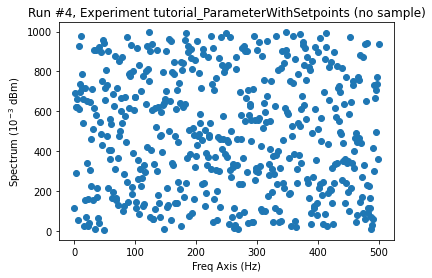 Run #4, Experiment tutorial_ParameterWithSetpoints (no sample)
1000
800
600
400
200
0
Spectrum (10⁻³ dBm)
0 100 200 300 400 500
Freq Axis (Hz)